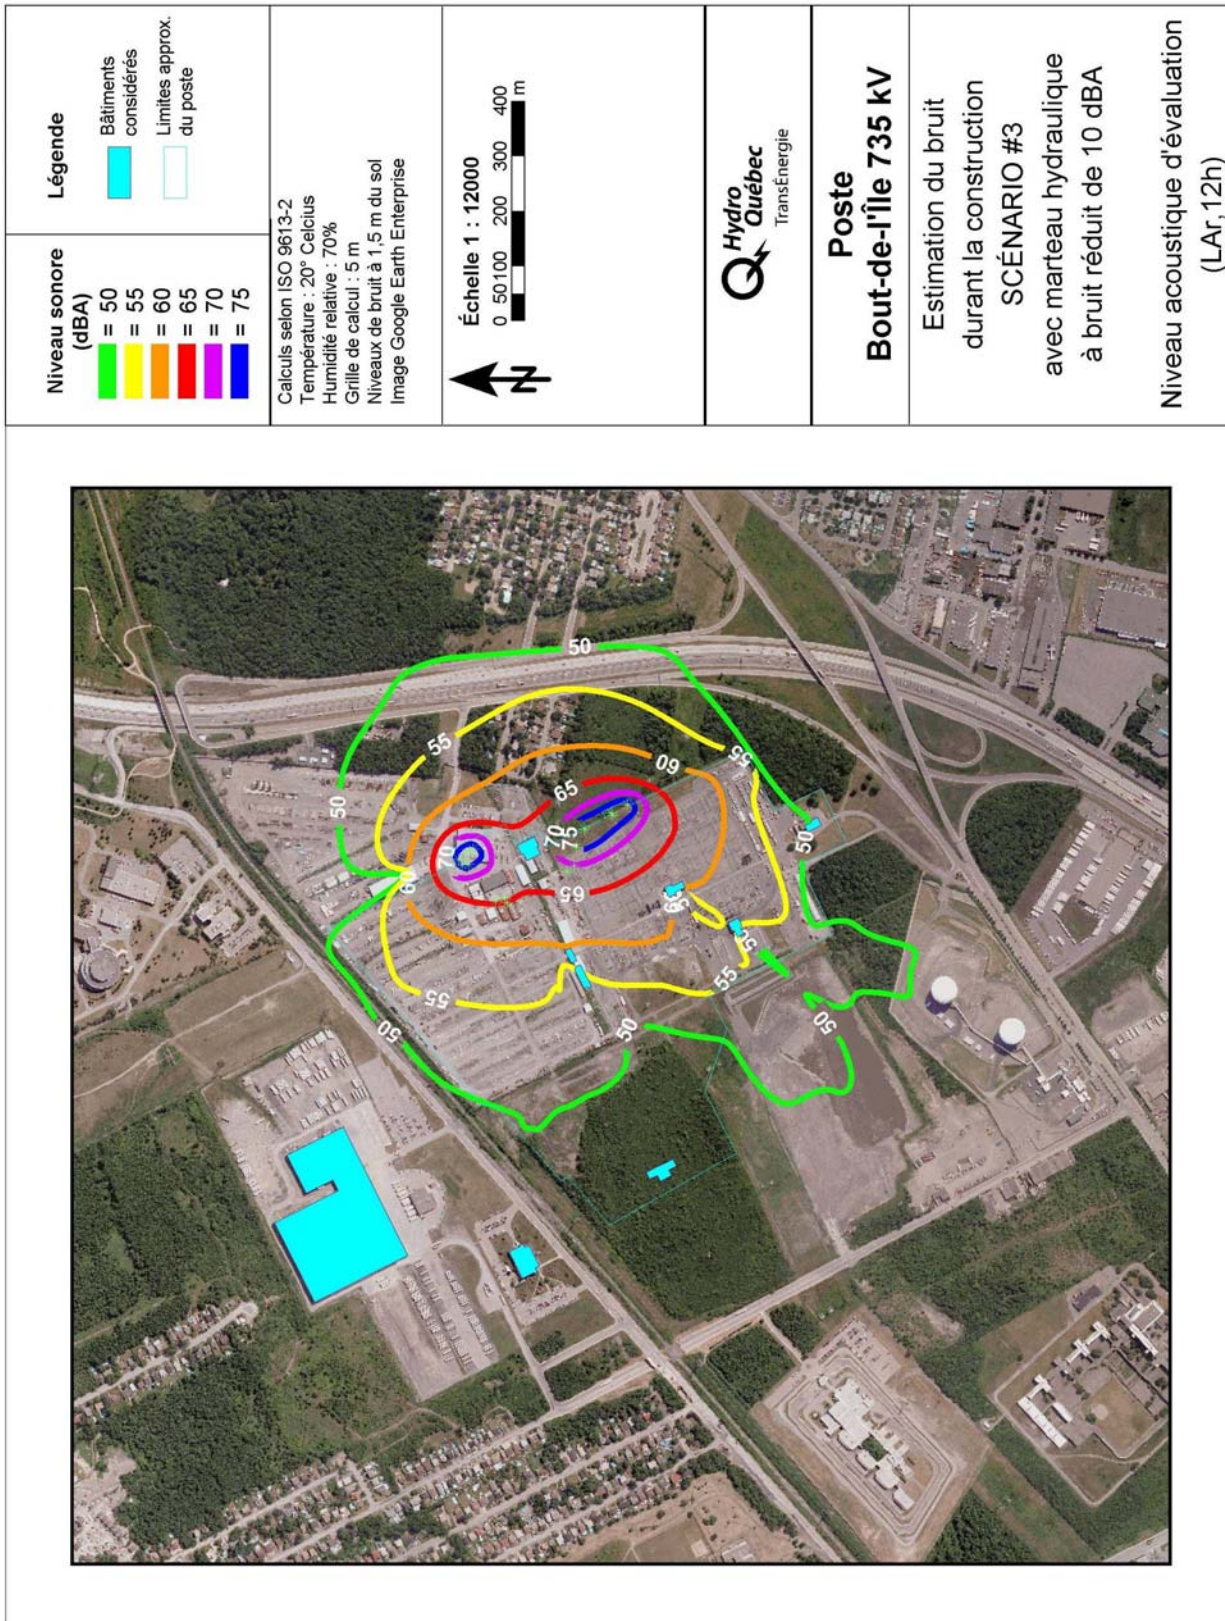 Niveau sonore
(dBA)
= 50
= 55
= 60
= 65
= 70
= 75
Légende
Bâtiments
considérés
Limites approx.
du poste
Calculs selon ISO 9613-2
Température : 20° Celcius
Humidité relative : 70%
Grille de calcul : 5 m
Niveaux de bruit à 1,5 m du sol
Image Google Earth Enterprise
N
Échelle 1 : 12000
0 50 100 200 300 400
m
Hydro
Québec
TransÉnergie
Poste
Bout-de-l'Île 735 kV
Estimation du bruit
durant la construction
SCÉNARIO #3
avec marteau hydraulique
à bruit réduit de 10 dBA
Niveau acoustique d'évaluation
(LAr,12h)
50
50
55
60
65
70
70
75
60
65
60
55
55
50
50
55
50
50
50